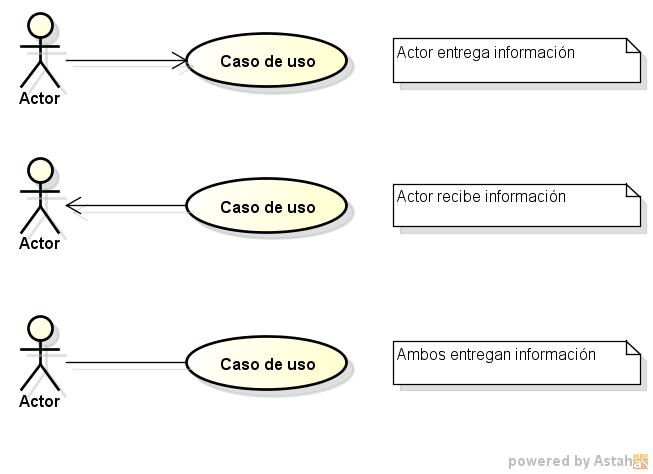 Caso de uso
Actor entrega información
Actor
Caso de uso
Actor recibe información
Actor
Caso de uso
Ambos entregan información
Actor
powered by Astah